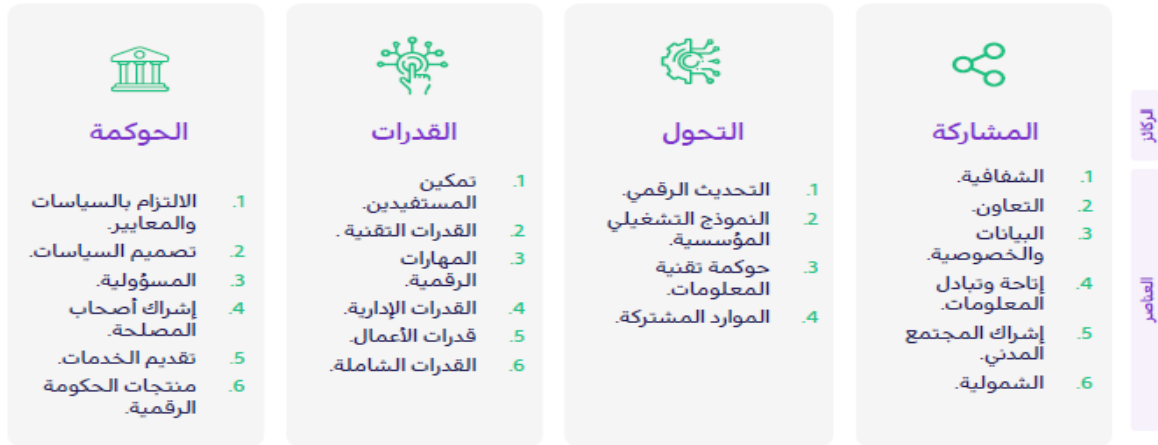 الركائز
المشاركة
1. الشفافية.
2. التعاون.
3. البيانات
والخصوصية.
4. إتاحة وتبادل
المعلومات.
5. إشراك المجتمع
المدني.
6. الشمولية.
التحول
1. التحديث الرقمي.
2. النموذج التشغيلي
المؤسسية.
3. حوكمة تقنية
المعلومات.
4. الموارد المشتركة.
القدرات
1. تمكين
المستفيدين.
2. القدرات التقنية .
3. المهارات
الرقمية.
4. القدرات الإدارية.
5. قدرات الأعمال.
6. القدرات الشاملة.
الحوكمة
1. الالتزام بالسياسات
والمعايير.
2. تصميم السياسات.
3. المسؤولية.
4. إشراك أصحاب
المصلحة.
5. تقديم الخدمات.
6. منتجات الحكومة
الرقمية.
العناصر